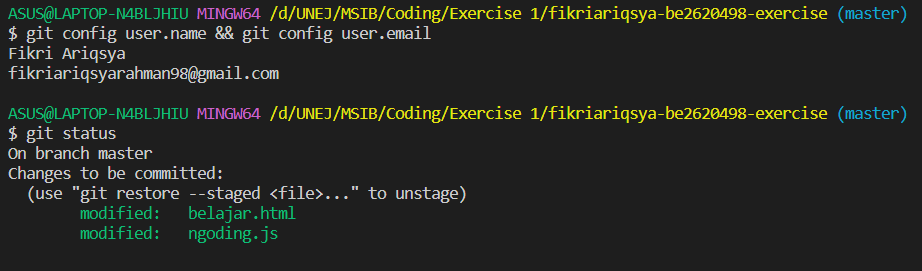 ASUS@LAPTOP-N4BLJHIU MINGW64 /d/UNEJ/MSIB/Coding/Exercise 1/fikriariqsya-be2620498-exercise (master)
$ git config user.name && git config user.email
Fikri Ariqsya
fikriariqsyarahman98@gmail.com

ASUS@LAPTOP-N4BLJHIU MINGW64 /d/UNEJ/MSIB/Coding/Exercise 1/fikriariqsya-be2620498-exercise (master)
$ git status
On branch master
Changes to be committed:
  (use "git restore --staged <file>..." to unstage)
        modified:   belajar.html
        modified:   ngoding.js